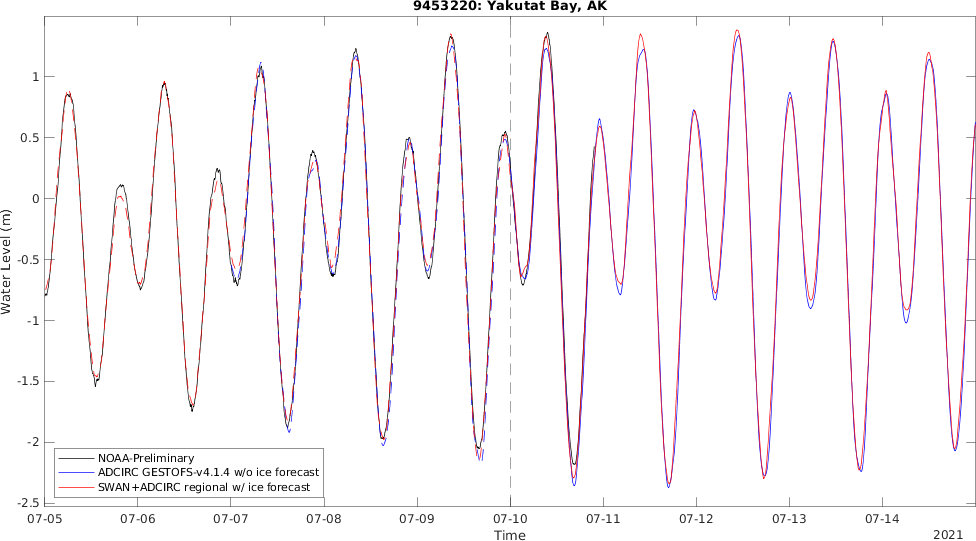 9453220: Yakutat Bay, AK
Water Level (m)
1
0.5
0
-0.5
-1
-1.5
-2
-2.5
NOAA-Preliminary
ADCIRC GESTOFS-v4.1.4 w/o ice forecast
SWAN+ADCIRC regional w/ ice forecast
07-05 07-06 07-07 07-08 07-09 07-10 07-11 07-12 07-13 07-14
Time
2021